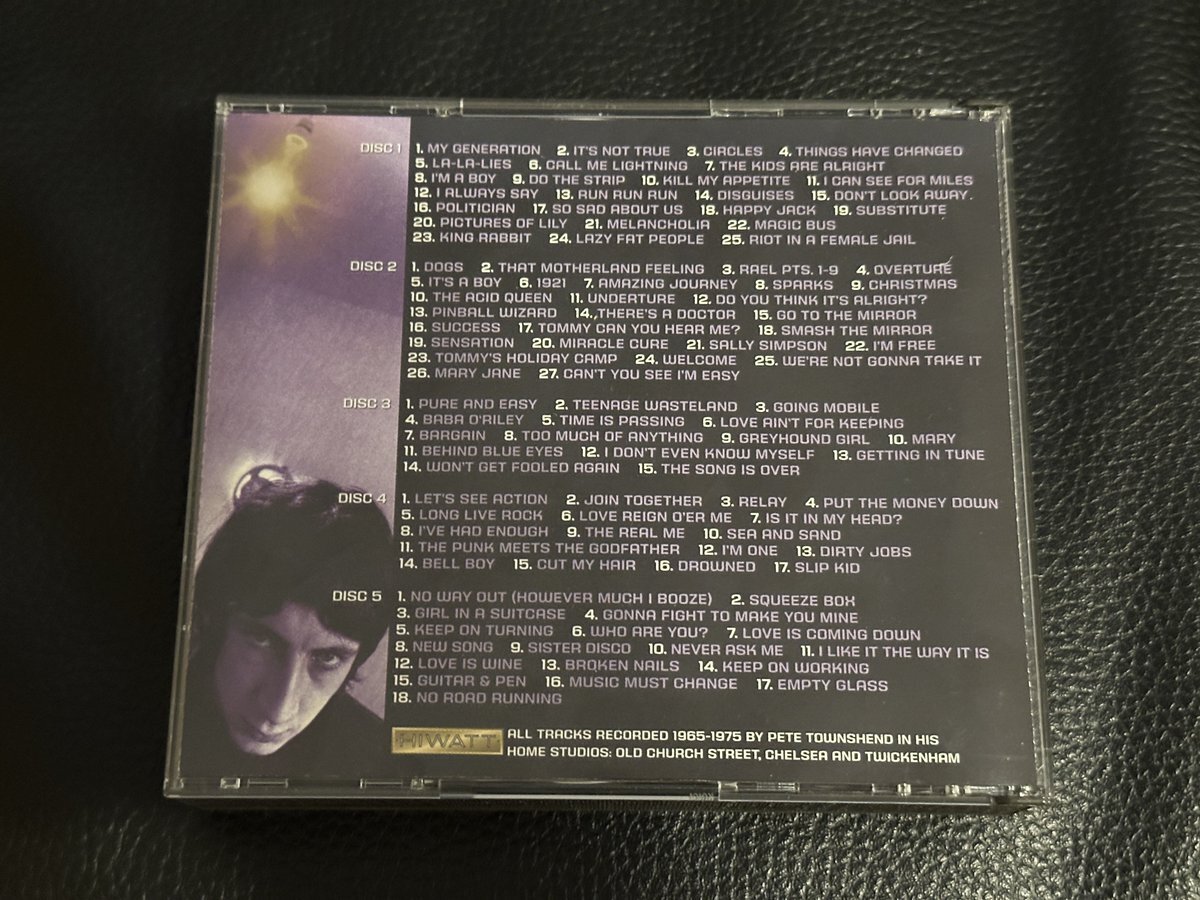 DISC 1 1. MY GENERATION 2. IT'S NOT TRUE 3. CIRCLES 4. THINGS HAVE CHANGED
5. LA-LA-LIES 6. CALL ME LIGHTNING 7. THE KIDS ARE ALRIGHT
8. I'M A BOY 9. DO THE STRIP 10. KILL MY APPETITE 11. I CAN SEE FOR MILES
12. I ALWAYS SAY 13. RUN RUN RUN 14. DISGUISES 15. DON'T LOOK AWAY.
16. POLITICIAN 17. SO SAD ABOUT US 18. HAPPY JACK 19. SUBSTITUTE
20. PICTURES OF LILY 21. MELANCHOLIA 22. MAGIC BUS
23. KING RABBIT 24. LAZY FAT PEOPLE 25. RIOT IN A FEMALE JAIL
DISC 2 1. DOGS 2. THAT MOTHERLAND FEELING 3. RAEL PTS. 1-9 4. OVERTURE
5. IT'S A BOY 6. 1921 7. AMAZING JOURNEY 8. SPARKS 9. CHRISTMAS
10. THE ACID QUEEN 11. UNDERTURE 12. DO YOU THINK IT'S ALRIGHT?
13. PINBALL WIZARD 14. THERE'S A DOCTOR 15. GO TO THE MIRROR
16. SUCCESS 17. TOMMY CAN YOU HEAR ME? 18. SMASH THE MIRROR
19. SENSATION 20. MIRACLE CURE 21. SALLY SIMPSON 22. I'M FREE
23. TOMMY'S HOLIDAY CAMP 24. WELCOME 25. WE'RE NOT GONNA TAKE IT
26. MARY JANE 27. CAN'T YOU SEE I'M EASY
DISC 3 1. PURE AND EASY 2. TEENAGE WASTELAND 3. GOING MOBILE
4. BABA O'RILEY 5. TIME IS PASSING 6. LOVE AIN'T FOR KEEPING
7. BARGAIN 8. TOO MUCH OF ANYTHING 9. GREYHOUND GIRL 10. MARY
11. BEHIND BLUE EYES 12. I DON'T EVEN KNOW MYSELF 13. GETTING IN TUNE
14. WON'T GET FOOLED AGAIN 15. THE SONG IS OVER
DISC 4 1. LET'S SEE ACTION 2. JOIN TOGETHER 3. RELAY 4. PUT THE MONEY DOWN
5. LONG LIVE ROCK 6. LOVE REIGN O'ER ME 7. IS IT IN MY HEAD?
8. I'VE HAD ENOUGH 9. THE REAL ME 10. SEA AND SAND
11. THE PUNK MEETS THE GODFATHER 12. I'M ONE 13. DIRTY JOBS
14. BELL BOY 15. CUT MY HAIR 16. DROWNED 17. SLIP KID
DISC 5 1. NO WAY OUT (HOWEVER MUCH I BOOZE) 2. SQUEEZE BOX
3. GIRL IN A SUITCASE 4. GONNA FIGHT TO MAKE YOU MINE
5. KEEP ON TURNING 6. WHO ARE YOU? 7. LOVE IS COMING DOWN
8. NEW SONG 9. SISTER DISCO 10. NEVER ASK ME 11. I LIKE IT THE WAY IT IS
12. LOVE IS WINE 13. BROKEN NAILS 14. KEEP ON WORKING
15. GUITAR & PEN 16. MUSIC MUST CHANGE 17. EMPTY GLASS
18. NO ROAD RUNNING
HIWATT
ALL TRACKS RECORDED 1965-1975 BY PETE TOWNSHEND IN HIS
HOME STUDIOS: OLD CHURCH STREET, CHELSEA AND TWICKENHAM